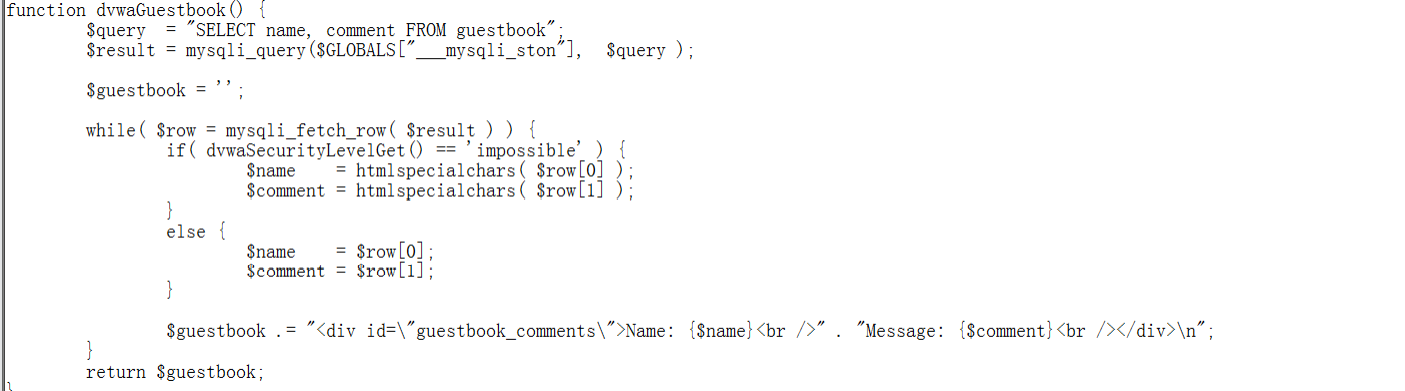 function dvwaGuestbook() {
        $query  = "SELECT name, comment FROM guestbook";
        $result = mysqli_query($GLOBALS["___mysqli_ston"],  $query );

        $guestbook = '';

        while( $row = mysqli_fetch_row( $result ) ) {
                if( dvwaSecurityLevelGet() == 'impossible' ) {
                        $name    = htmlspecialchars( $row[0] );
                        $comment = htmlspecialchars( $row[1] );
                }
                else {
                        $name    = $row[0];
                        $comment = $row[1];
                }

                $guestbook .= "<div id=\"guestbook_comments\">Name: {$name}<br />" . "Message: {$comment}<br /></div>\n";
        }
        return $guestbook;
}